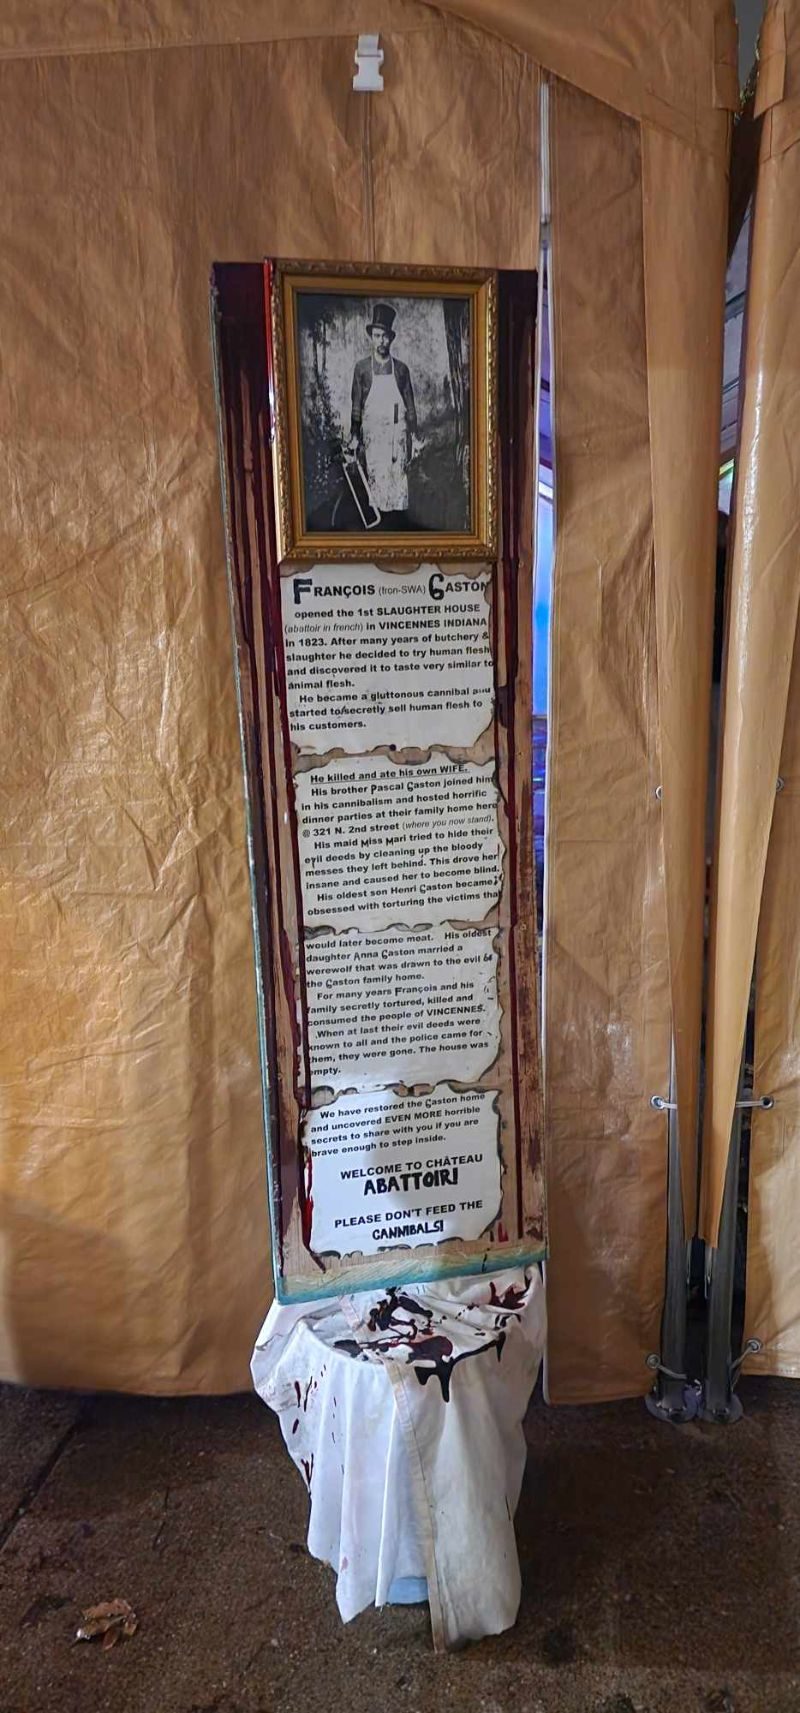 FRANÇOIS (fron-SWA) GASTON
opened the 1st SLAUGHTER HOUSE
(abattoir in french) in VINCENNES INDIANA
in 1823. After many years of butchery &
slaughter he decided to try human flesh
and discovered it to taste very similar to
animal flesh.
He became a gluttonous cannibal and
started to secretly sell human flesh to
his customers.
He killed and ate his own WIFE.
His brother Pascal Gaston joined him
in his cannibalism and hosted horrific
dinner parties at their family home here
@ 321 N. 2nd street (where you now stand).
His maid Miss Mari tried to hide their
evil deeds by cleaning up the bloody
messes they left behind. This drove her
insane and caused her to become blind.
His oldest son Henri Gaston became
obsessed with torturing the victims that
would later become meat. His oldest
daughter Anna Gaston married a
werewolf that was drawn to the evil of
the Gaston family home.
For many years François and his
family secretly tortured, killed and
consumed the people of VINCENNES.
When at last their evil deeds were
known to all and the police came for
them, they were gone. The house was
empty.
We have restored the Gaston home
and uncovered EVEN MORE horrible
secrets to share with you if you are
brave enough to step inside.
WELCOME TO CHÂTEAU
ABATTOIR!
PLEASE DON'T FEED THE
CANNIBALS!